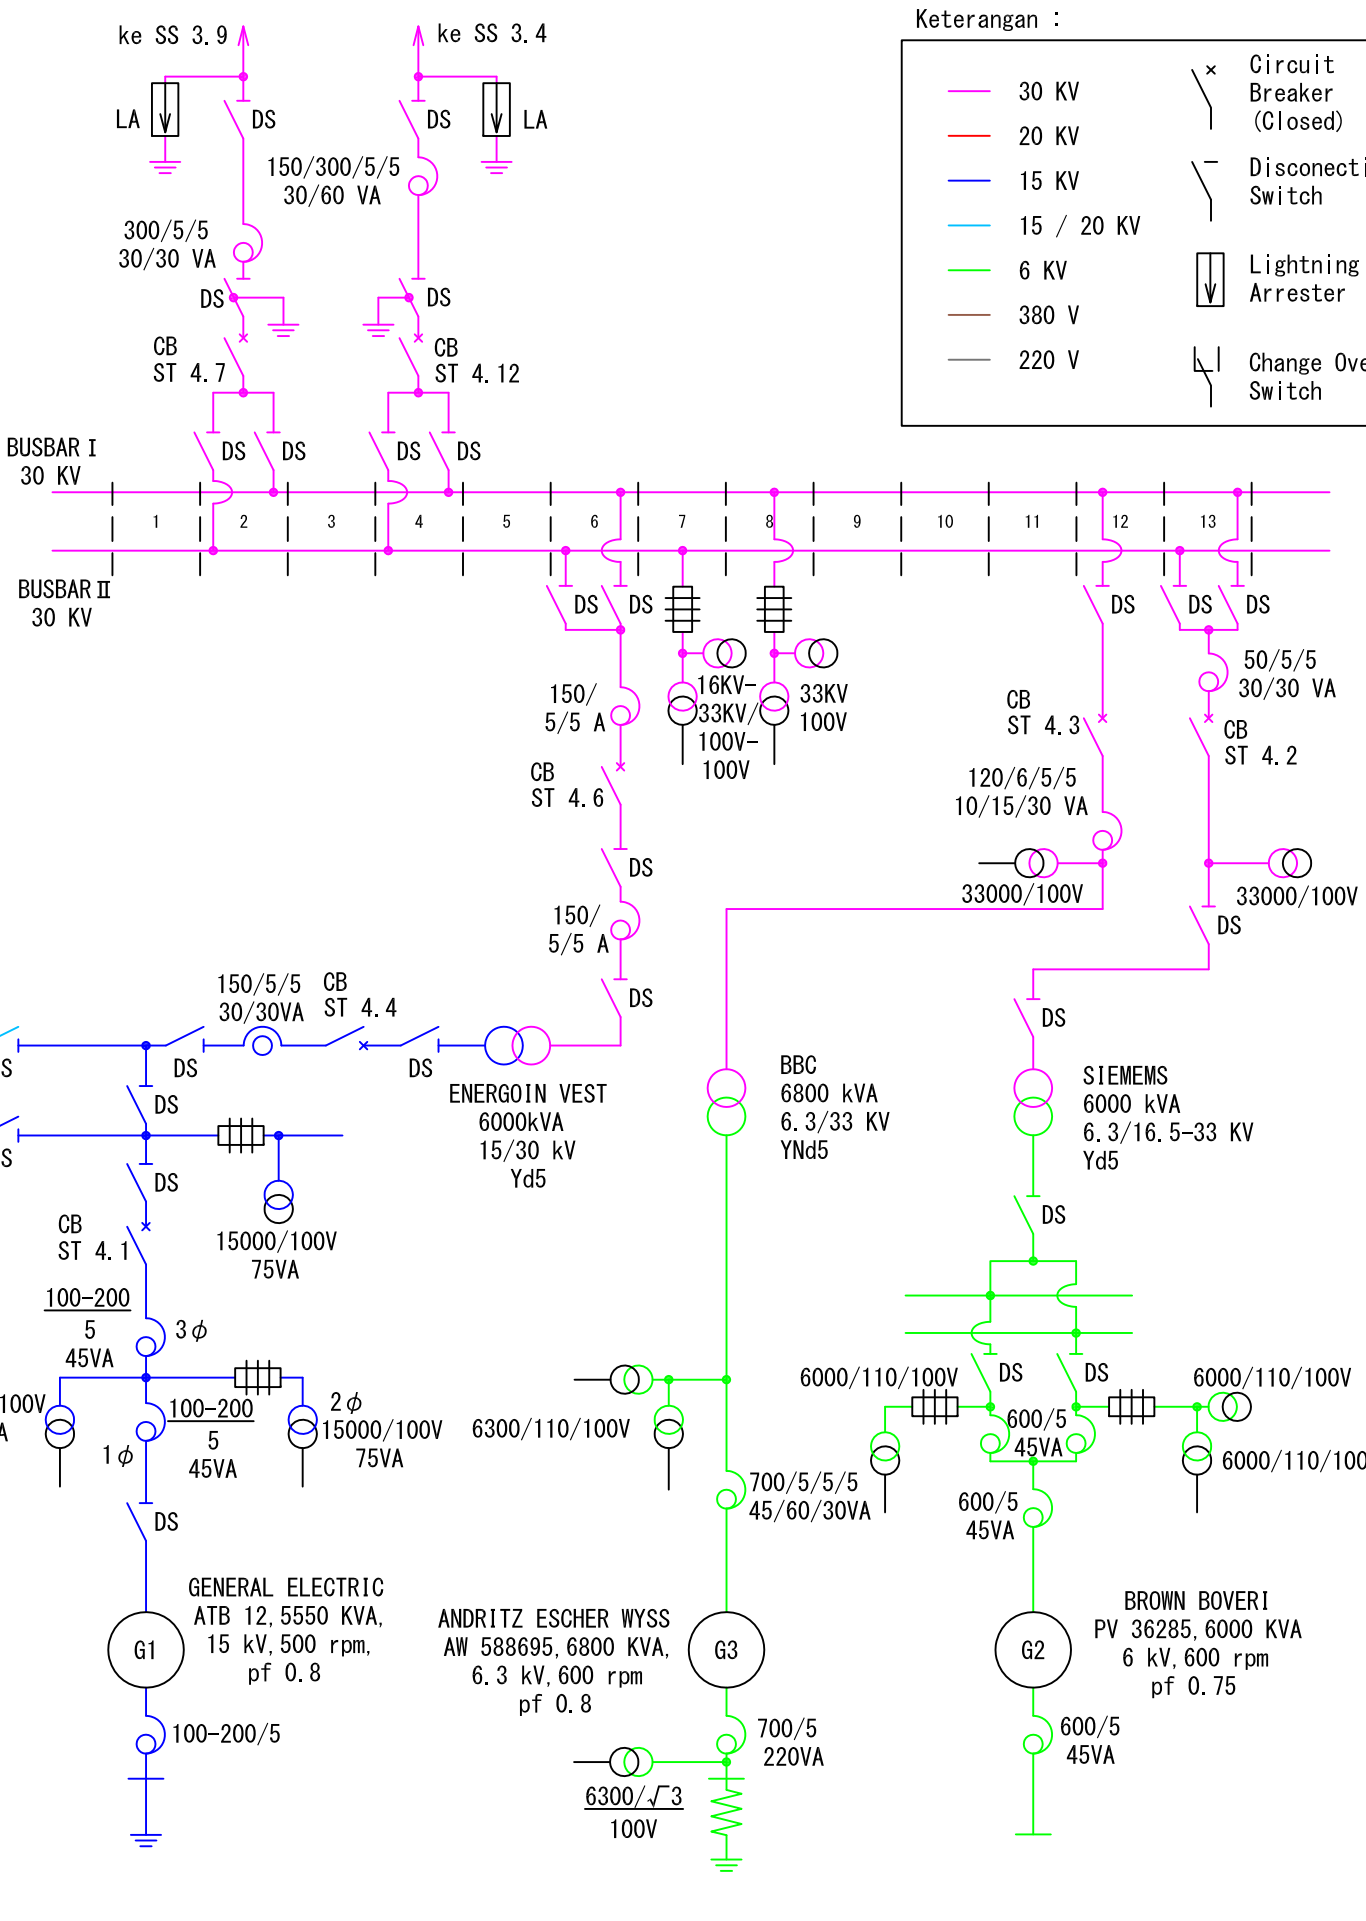 Keterangan :
30 KV
20 KV
15 KV
15 / 20 KV
6 KV
380 V
220 V
Circuit
Breaker
(Closed)
Disconecti
Switch
Lightning
Arrester
Change Ove
Switch
ke SS 3.9
ke SS 3.4
LA
DS
DS
LA
150/300/5/5
30/60 VA
300/5/5
30/30 VA
DS
DS
CB
ST 4.7
CB
ST 4.12
BUSBAR I
30 KV
DS
DS
DS
DS
1
2
3
4
5
6
7
8
9
10
11
12
13
BUSBAR II
30 KV
DS
DS
DS
DS
DS
150/
5/5 A
16KV-
33KV/
100V-
100V
33KV
100V
50/5/5
30/30 VA
CB
ST 4.3
CB
ST 4.2
CB
ST 4.6
120/6/5/5
10/15/30 VA
DS
33000/100V
33000/100V
150/
5/5 A
DS
DS
150/5/5
30/30VA
CB
ST 4.4
DS
S
DS
DS
ENERGOIN VEST
6000kVA
15/30 kV
Yd5
BBC
6800 kVA
6.3/33 KV
YNd5
SIEMEMS
6000 kVA
6.3/16.5-33 KV
Yd5
DS
S
DS
DS
CB
ST 4.1
15000/100V
75VA
100-200
5
45VA
3φ
100V
A
100-200
5
45VA
1φ
2φ
15000/100V
75VA
6300/110/100V
6000/110/100V
DS
DS
6000/110/100V
600/5
45VA
6000/110/100
700/5/5/5
45/60/30VA
600/5
45VA
DS
GENERAL ELECTRIC
ATB 12,5550 KVA,
15 kV,500 rpm,
pf 0.8
G1
ANDRITZ ESCHER WYSS
AW 588695,6800 KVA,
6.3 kV,600 rpm
pf 0.8
G3
G2
BROWN BOVERI
PV 36285,6000 KVA
6 kV,600 rpm
pf 0.75
100-200/5
700/5
220VA
600/5
45VA
6300/√3
100V